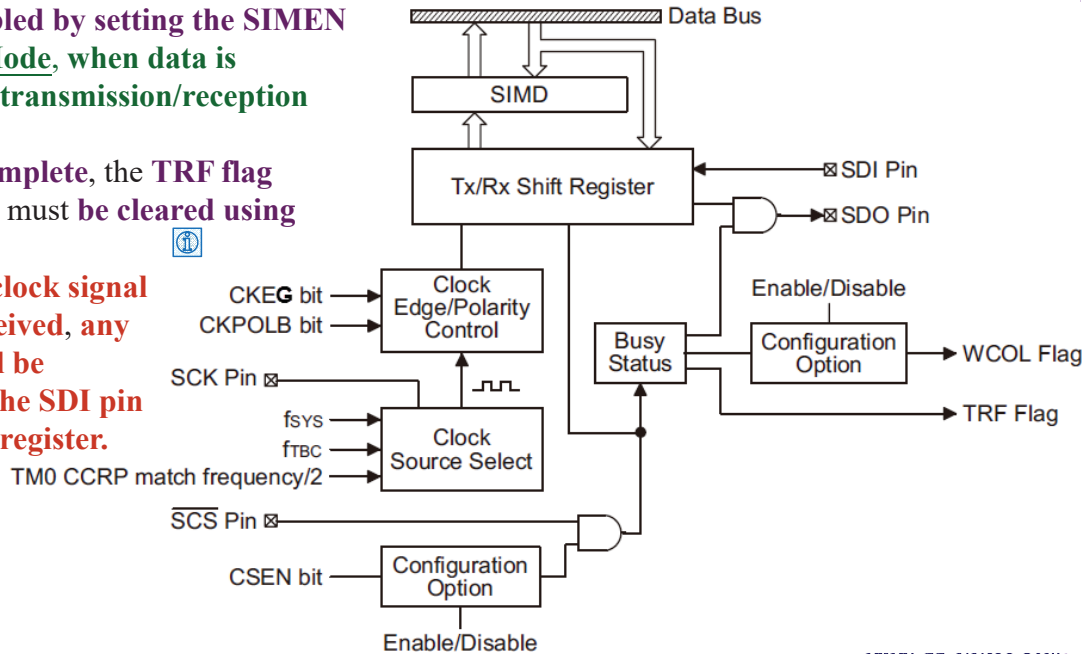 bled by setting the SIMEN
Mode, when data is
transmission/reception
mplete, the TRF flag
must be cleared using
clock signal
eived, any
l be
he SDI pin
register.
Data Bus
SIMD
Tx/Rx Shift Register
SDI Pin
SDO Pin
CKEG bit
CKPOLB bit
Clock
Edge/Polarity
Control
Enable/Disable
Busy
Status
Configuration
Option
WCOL Flag
TRF Flag
SCK Pin
fSYS
fTBC
TM0 CCRP match frequency/2
Clock
Source Select
SCS Pin
CSEN bit
Configuration
Option
Enable/Disable